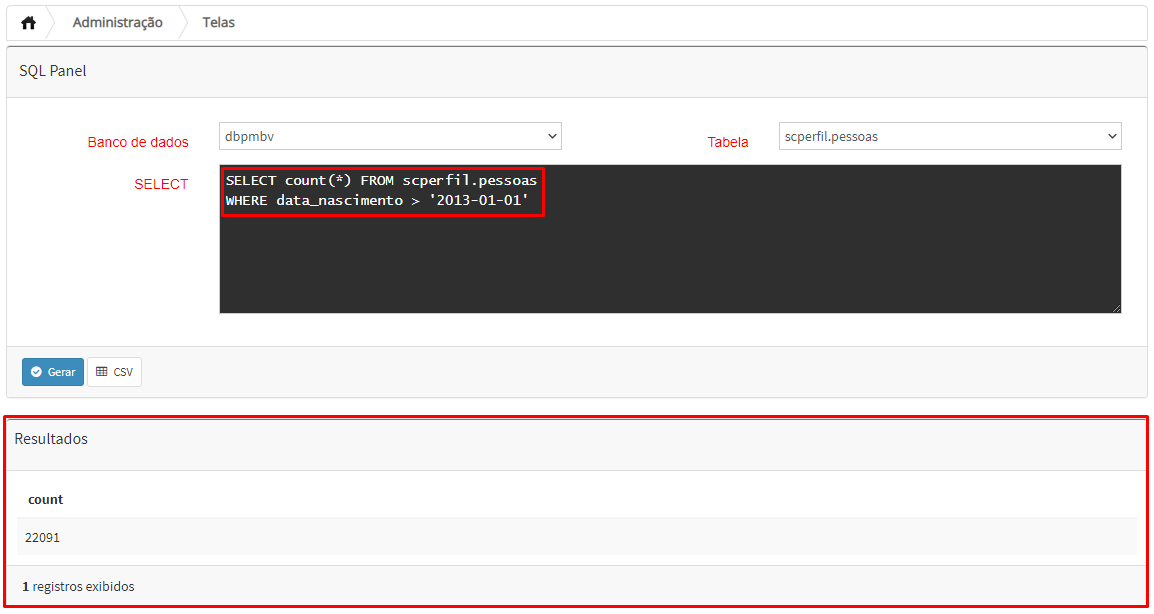 Administração Telas
SQL Panel
Banco de dados dbpmbv Tabela scperfil.pessoas
SELECT
SELECT count(*) FROM scperfil.pessoas
WHERE data_nascimento > '2013-01-01'
Gerar CSV
Resultados
count
22091
1 registros exibidos